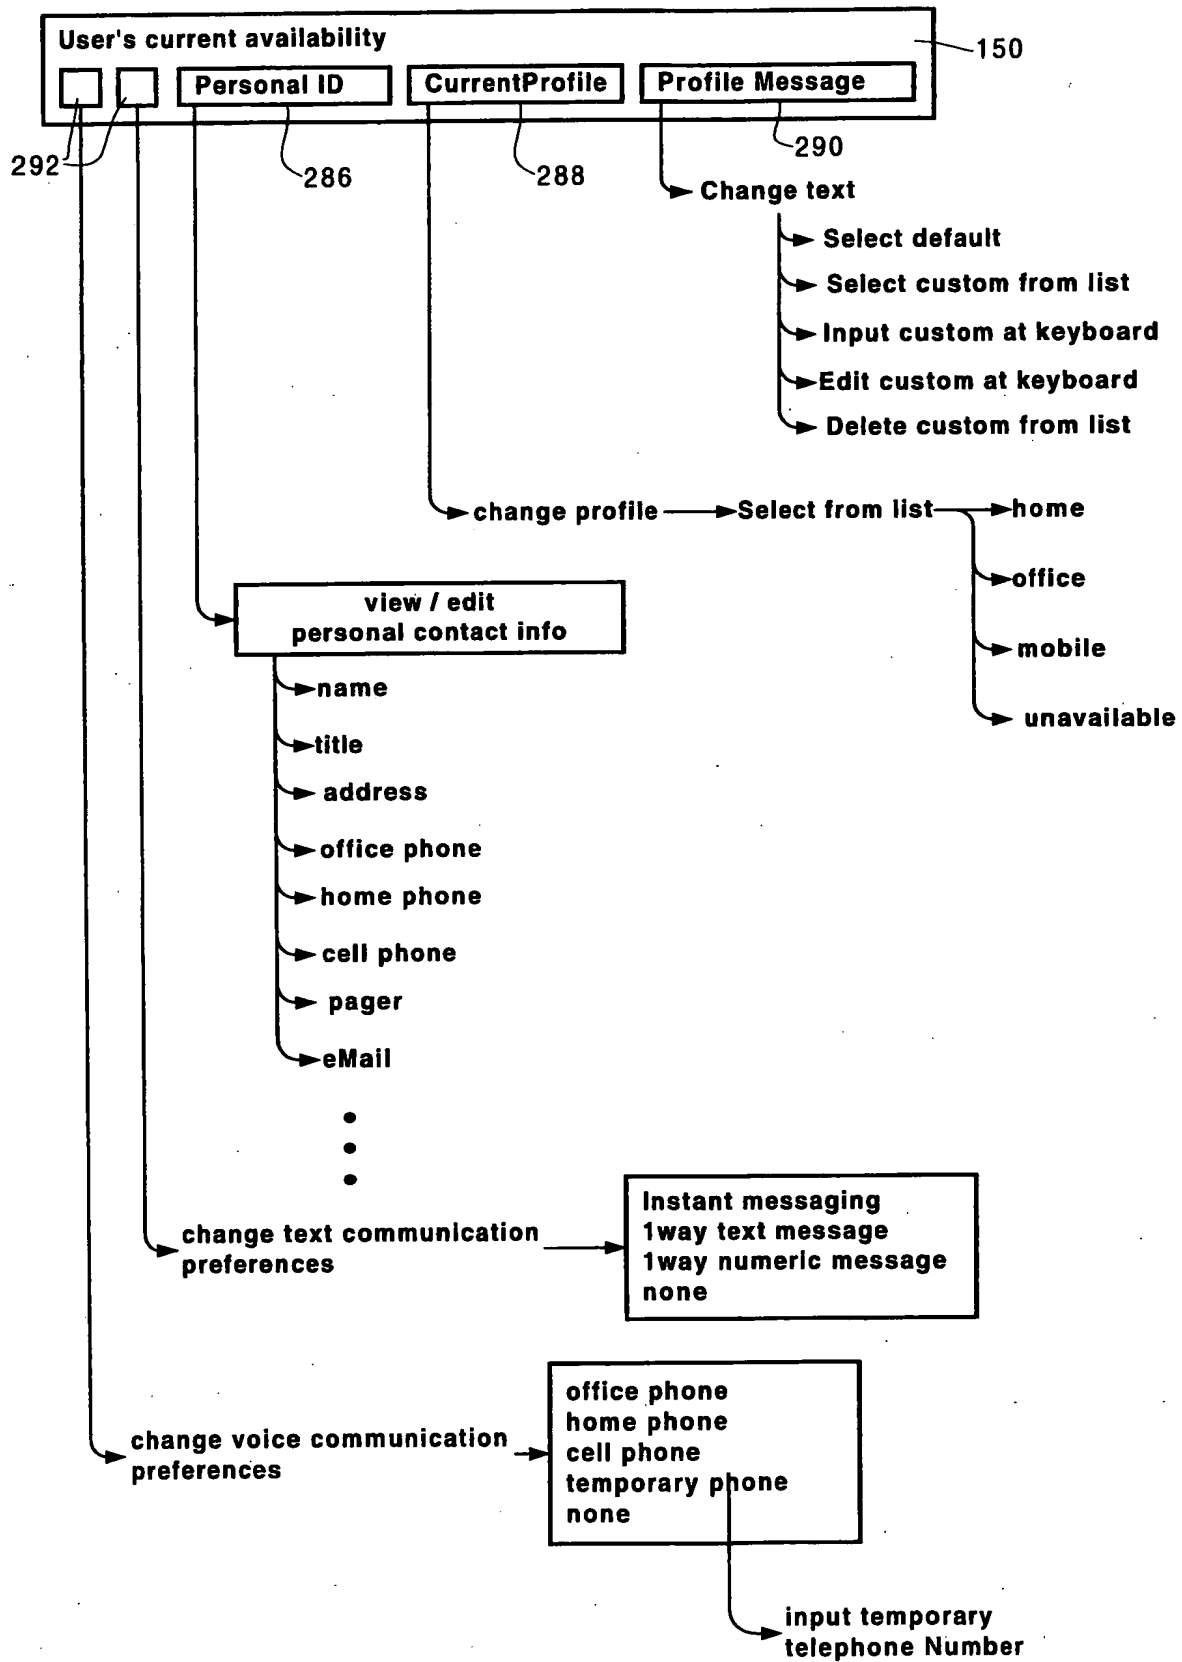 User's current availability
150
Personal ID
CurrentProfile
Profile Message
292
286
288
290
Change text
Select default
Select custom from list
Input custom at keyboard
Edit custom at keyboard
Delete custom from list
change profile
Select from list
home
office
mobile
unavailable
view / edit
personal contact info
name
title
address
office phone
home phone
cell phone
pager
eMail
change text communication
preferences
Instant messaging
1way text message
1way numeric message
none
change voice communication
preferences
office phone
home phone
cell phone
temporary phone
none
input temporary
telephone Number